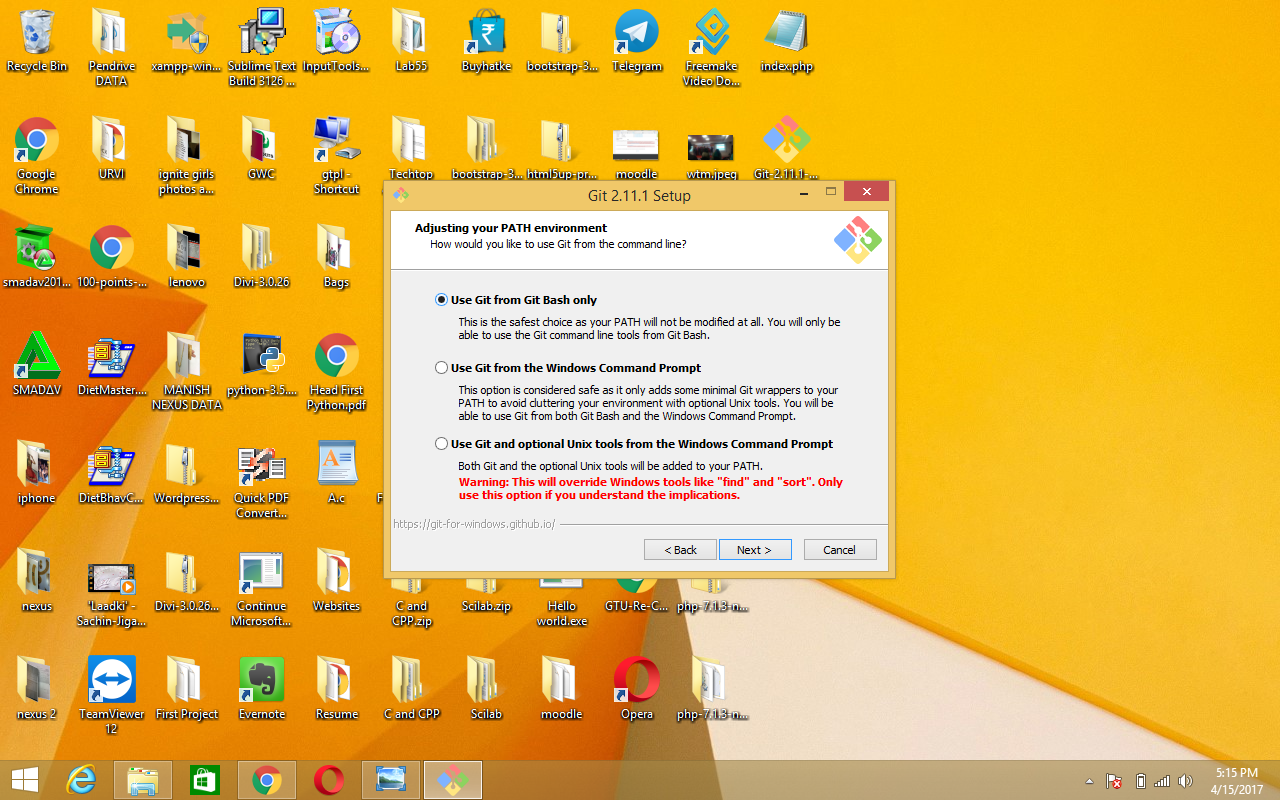 Recycle Bin
Pendrive
DATA
xampp-win...
Sublime Text
Build 3126 ...
InputTools...
Lab55
Buyhatke
bootstrap-3...
Telegram
Freemake
Video Do...
index.php
Google
Chrome
URVI
ignite girls
photos a...
GWC
gtpl -
Shortcut
Techtop
bootstrap-3...
html5up-pr...
moodle
wtm.jpeg
Git-2.11.1-...
smadav201...
100-points-...
lenovo
Divi-3.0.26
Bags
SMADΔV
DietMaster....
MANISH
NEXUS DATA
python-3.5....
Head First
Python.pdf
iphone
DietBhavC...
Wordpress...
Quick PDF
Convert...
A.c
nexus
'Laadki' -
Sachin-Jiga...
Divi-3.0.26...
Continue
Microsoft...
Websites
C and
CPP.zip
Scilab.zip
Hello
world.exe
GTU-Re-C...
php-7.1.3-n...
nexus 2
TeamViewer
12
First Project
Evernote
Resume
C and CPP
Scilab
moodle
Opera
php-7.1.3-n...
Git 2.11.1 Setup
Adjusting your PATH environment
How would you like to use Git from the command line?
Use Git from Git Bash only
This is the safest choice as your PATH will not be modified at all. You will only be
able to use the Git command line tools from Git Bash.
Use Git from the Windows Command Prompt
This option is considered safe as it only adds some minimal Git wrappers to your
PATH to avoid cluttering your environment with optional Unix tools. You will be
able to use Git from both Git Bash and the Windows Command Prompt.
Use Git and optional Unix tools from the Windows Command Prompt
Both Git and the optional Unix tools will be added to your PATH.
Warning: This will override Windows tools like "find" and "sort". Only
use this option if you understand the implications.
https://git-for-windows.github.io/
< Back
Next >
Cancel
5:15 PM
4/15/2017